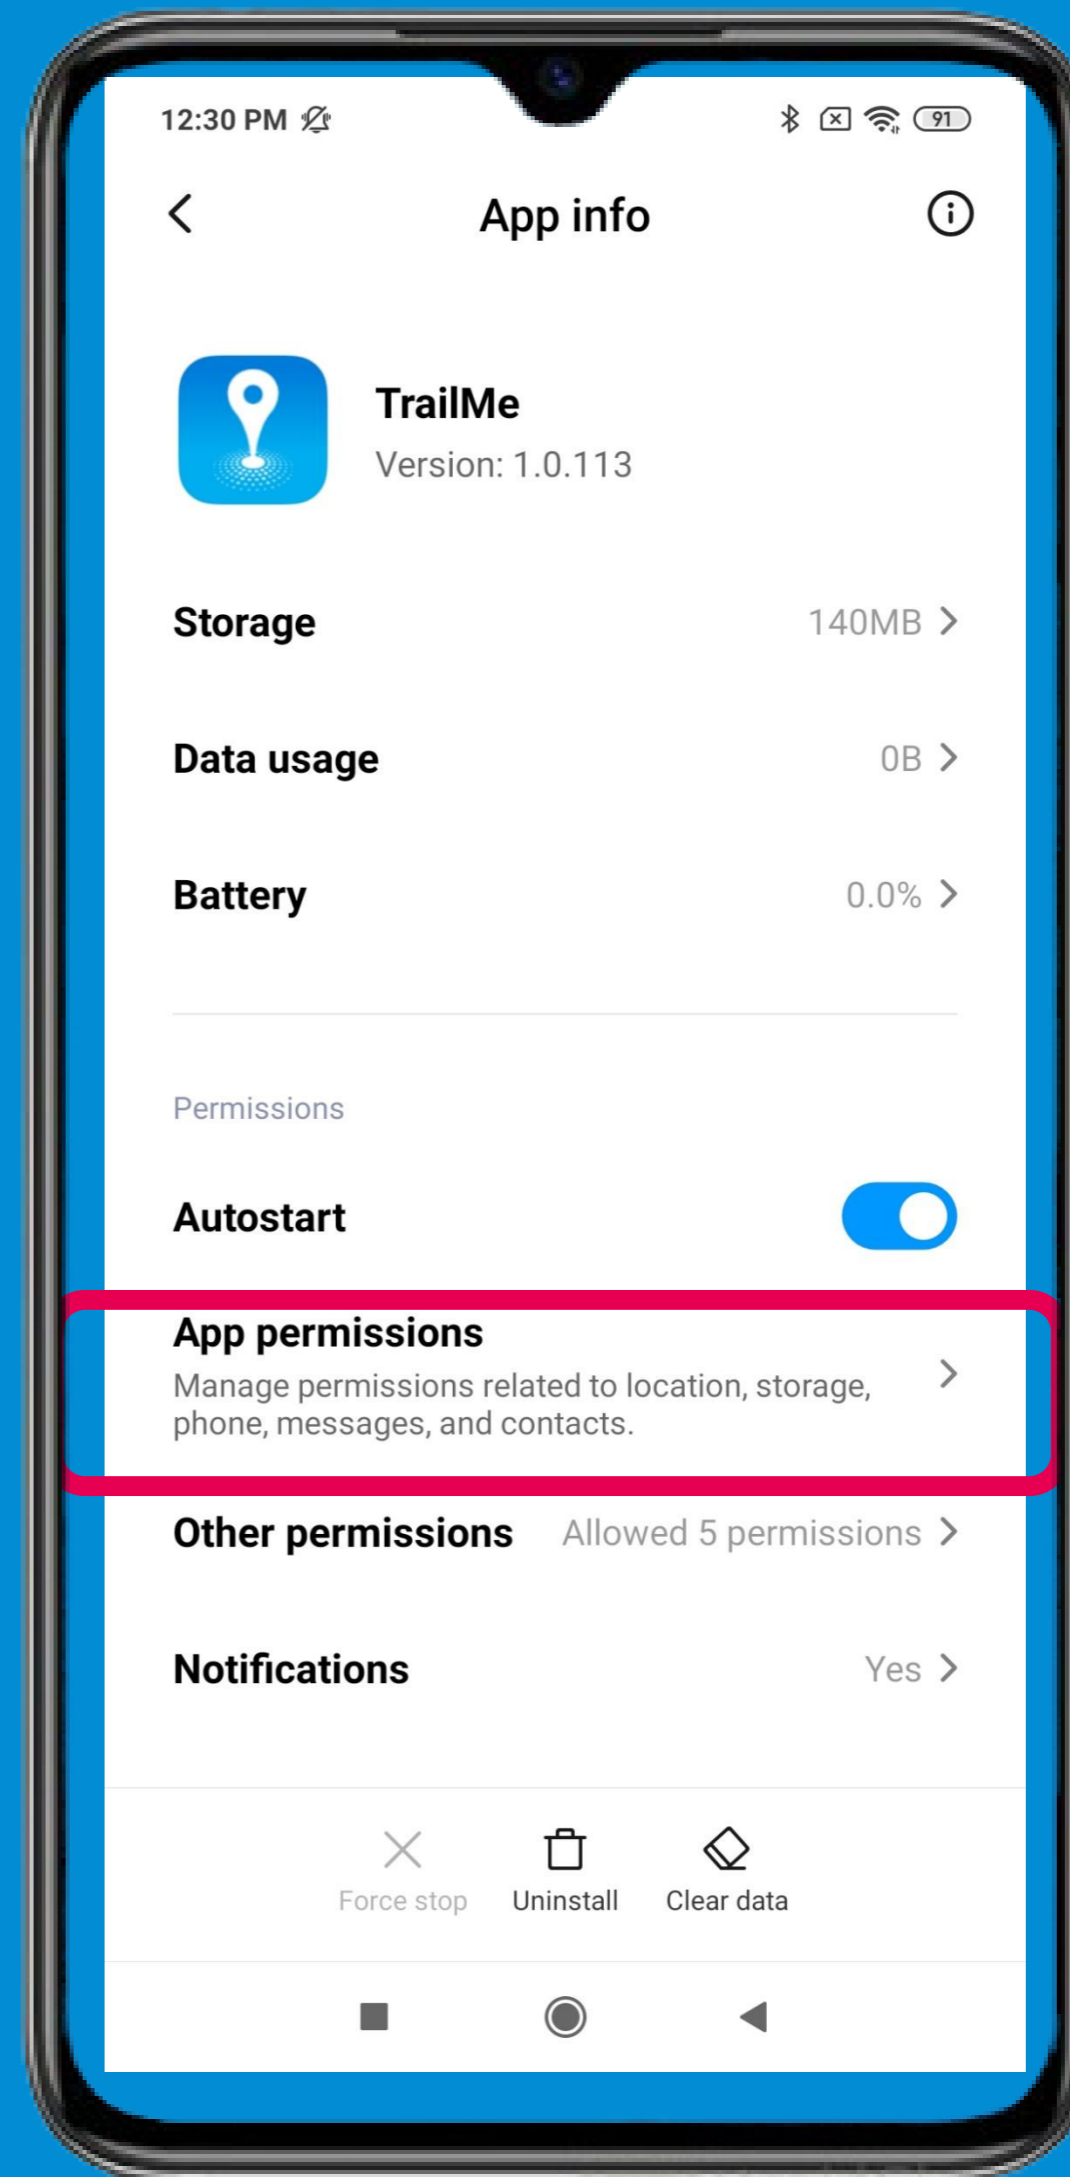 12:30 PM 91
App info
TrailMe
Version: 1.0.113
Storage 140MB
Data usage 0B
Battery 0.0%
Permissions
Autostart
App permissions
Manage permissions related to location, storage,
phone, messages, and contacts.
Other permissions Allowed 5 permissions
Notifications Yes
Force stop Uninstall Clear data